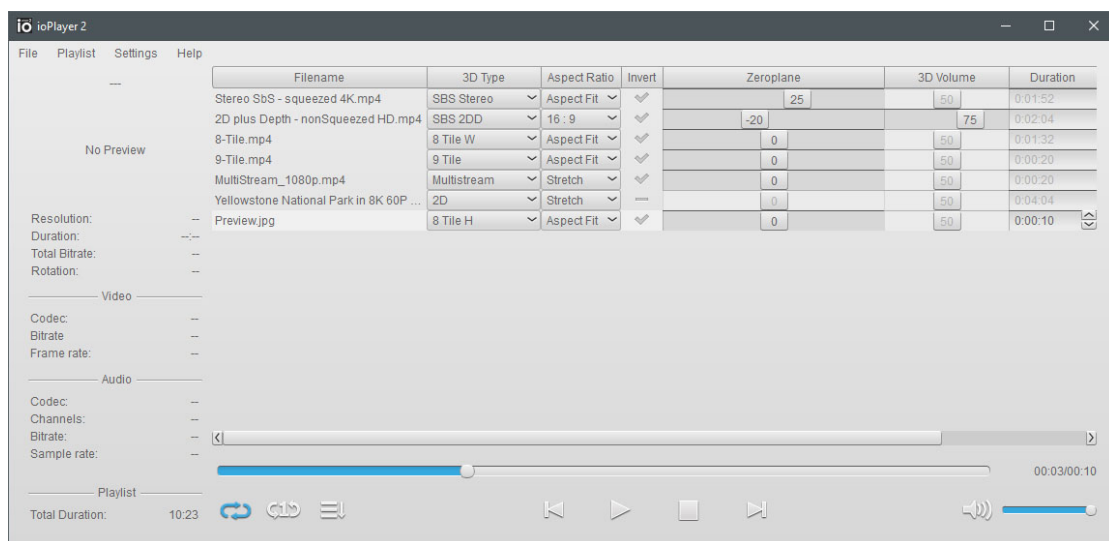 io ioPlayer 2
File Playlist Settings Help
---
No Preview
Resolution: --
Duration: --:--
Total Bitrate: --
Rotation: --
Video
Codec: --
Bitrate --
Frame rate: --
Audio
Codec: --
Channels: --
Bitrate: --
Sample rate: --
Playlist
Total Duration: 10:23
Filename 3D Type Aspect Ratio Invert Zeroplane 3D Volume Duration
Stereo SbS - squeezed 4K.mp4 SBS Stereo Aspect Fit 25 50 0:01:52
2D plus Depth - nonSqueezed HD.mp4 SBS 2DD 16 : 9 -20 75 0:02:04
8-Tile.mp4 8 Tile W Aspect Fit 0 50 0:01:32
9-Tile.mp4 9 Tile Aspect Fit 0 50 0:00:20
MultiStream_1080p.mp4 Multistream Stretch 0 50 0:00:20
Yellowstone National Park in 8K 60P ... 2D Stretch 0 50 0:04:04
Preview.jpg 8 Tile H Aspect Fit 0 50 0:00:10
00:03/00:10
1